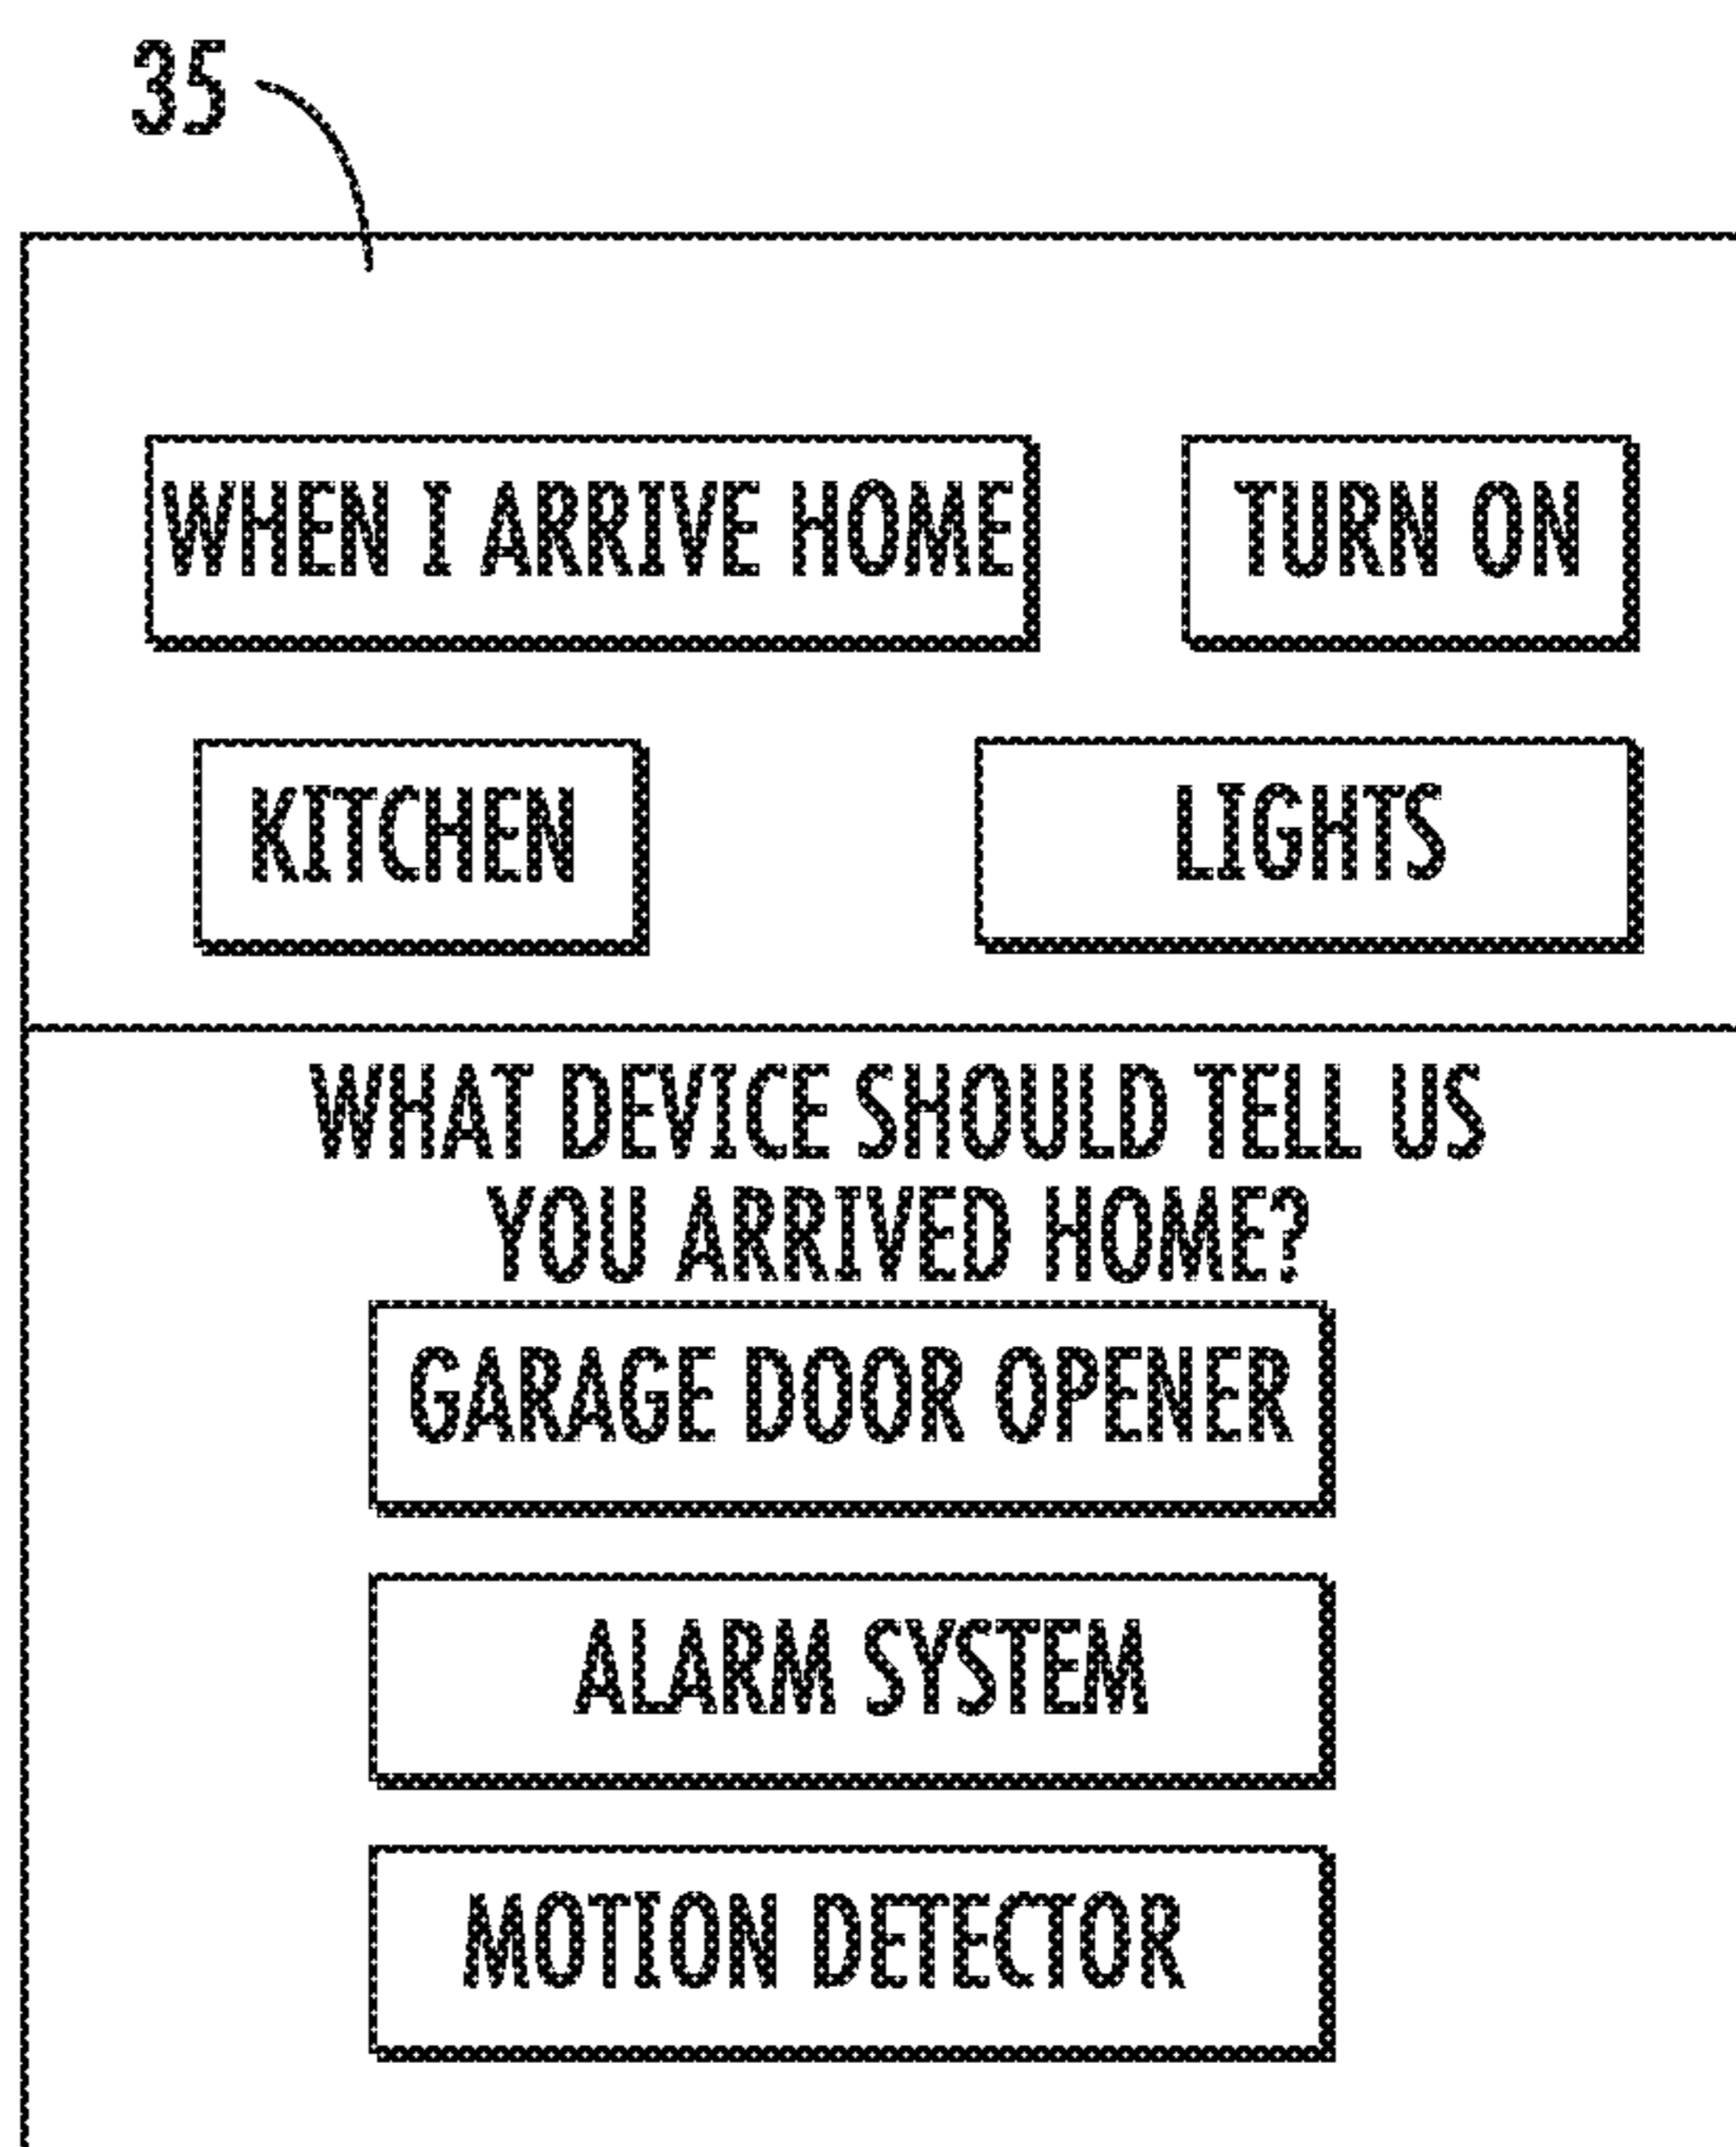 35
WHEN I ARRIVE HOME TURN ON
KITCHEN LIGHTS
WHAT DEVICE SHOULD TELL US
YOU ARRIVED HOME?
GARAGE DOOR OPENER
ALARM SYSTEM
MOTION DETECTOR